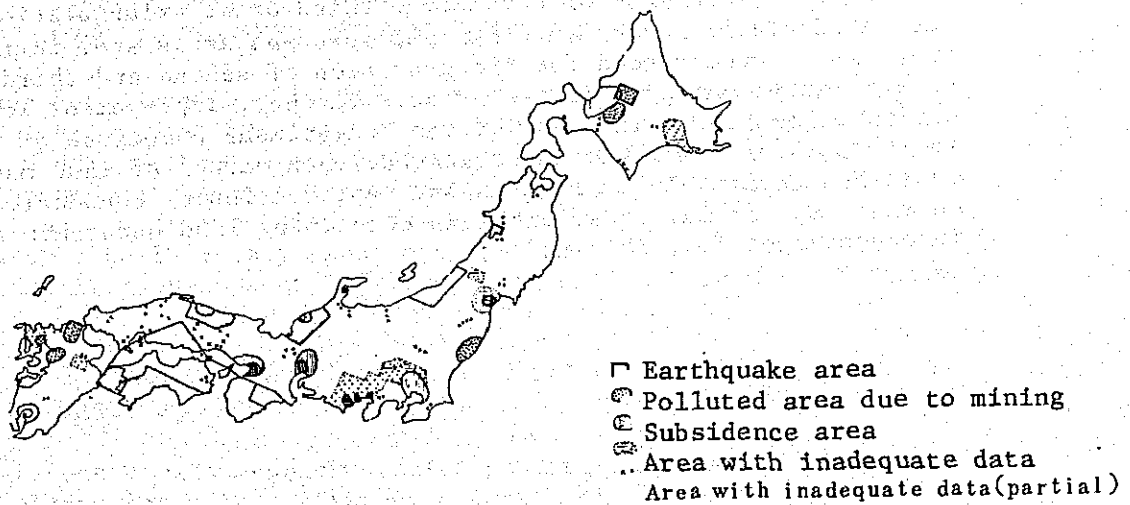 Earthquake area
Polluted area due to mining
Subsidence area
Area with inadequate data
Area with inadequate data(partial)